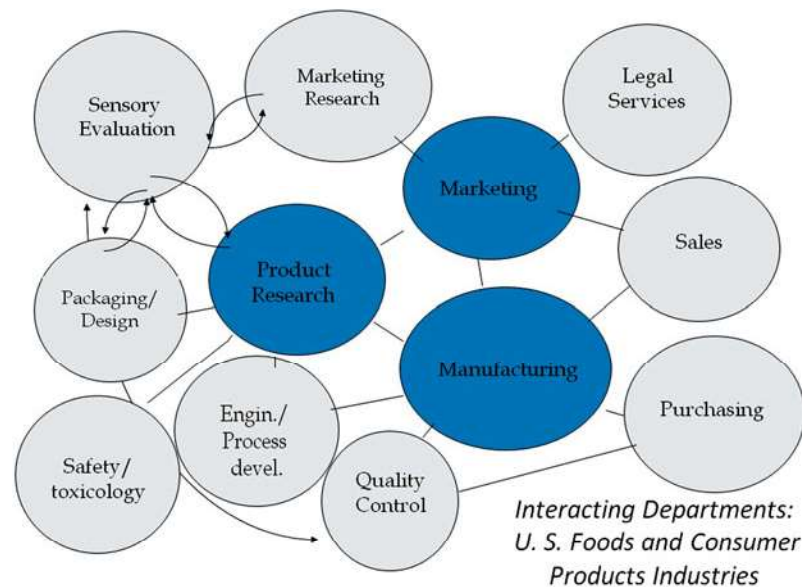 Sensory
Evaluation
Marketing
Research
Legal
Services
Marketing
Sales
Product
Research
Packaging/
Design
Manufacturing
Purchasing
Engin./
Process
devel.
Safety/
toxicology
Quality
Control
Interacting Departments:
U. S. Foods and Consumer
Products Industries